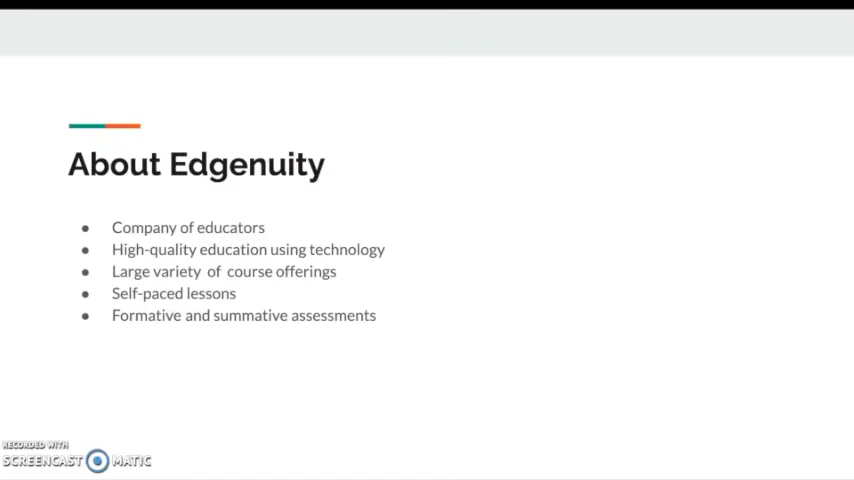 About Edgenuity
● Company of educators
● High-quality education using technology
● Large variety of course offerings
● Self-paced lessons
● Formative and summative assessments
RECORDED WITH
SCREENCAST MATIC